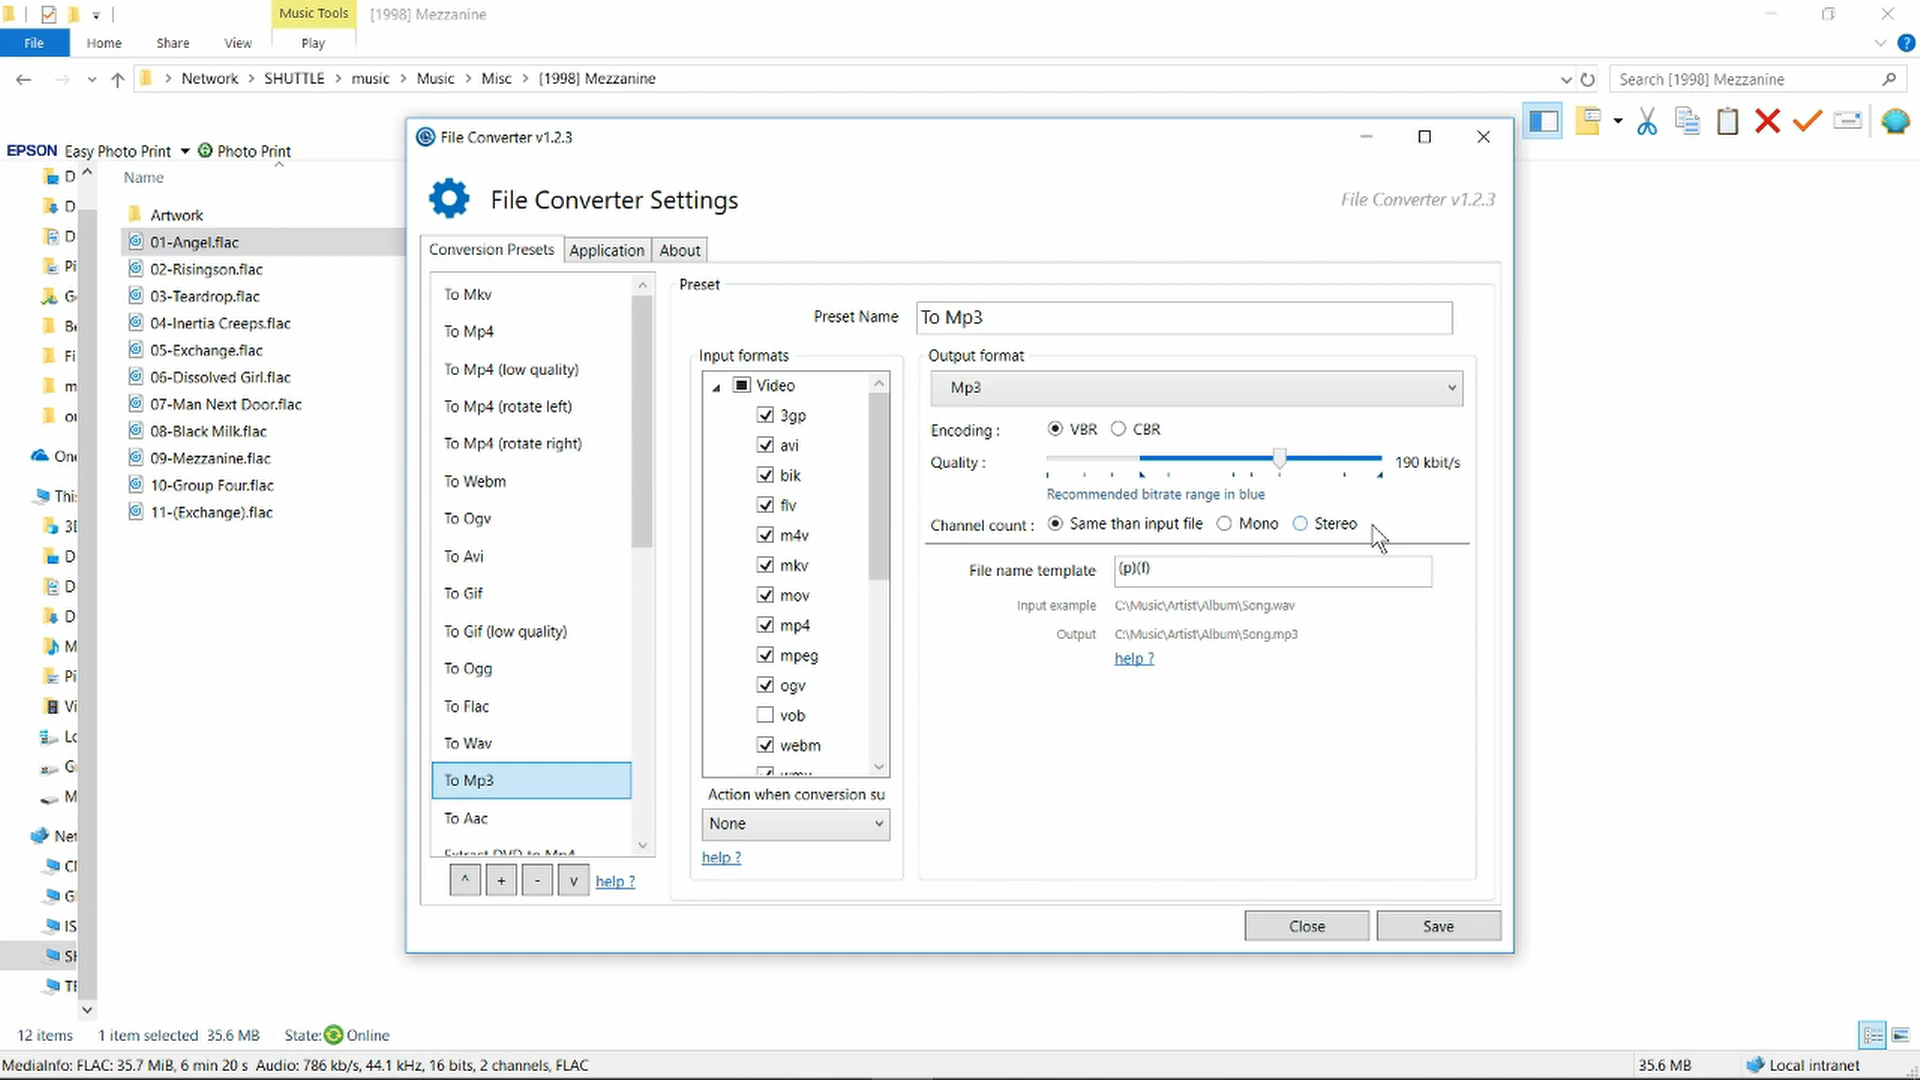 Music Tools
[1998] Mezzanine
File
Home
Share
View
Play
Network > SHUTTLE > music > Music > Misc > [1998] Mezzanine
Search [1998] Mezzanine
EPSON Easy Photo Print
Photo Print
Name
Artwork
01-Angel.flac
02-Risingson.flac
03-Teardrop.flac
04-Inertia Creeps.flac
05-Exchange.flac
06-Dissolved Girl.flac
07-Man Next Door.flac
08-Black Milk.flac
09-Mezzanine.flac
10-Group Four.flac
11-(Exchange).flac
File Converter v1.2.3
File Converter Settings
File Converter v1.2.3
Conversion Presets
Application
About
To Mkv
To Mp4
To Mp4 (low quality)
To Mp4 (rotate left)
To Mp4 (rotate right)
To Webm
To Ogv
To Avi
To Gif
To Gif (low quality)
To Ogg
To Flac
To Wav
To Mp3
To Aac
Extract DVD to Mp4
^ + - v help ?
Preset
Preset Name To Mp3
Input formats
Video
3gp
avi
bik
flv
m4v
mkv
mov
mp4
mpeg
ogv
vob
webm
wmv
Action when conversion su
None
help ?
Output format
Mp3
Encoding : VBR CBR
Quality : 190 kbit/s
Recommended bitrate range in blue
Channel count : Same than input file Mono Stereo
File name template (p)(f)
Input example C:\Music\Artist\Album\Song.wav
Output C:\Music\Artist\Album\Song.mp3
help ?
Close
Save
12 items 1 item selected 35.6 MB State: Online
MediaInfo: FLAC: 35.7 MiB, 6 min 20 s Audio: 786 kb/s, 44.1 kHz, 16 bits, 2 channels, FLAC
35.6 MB
Local intranet